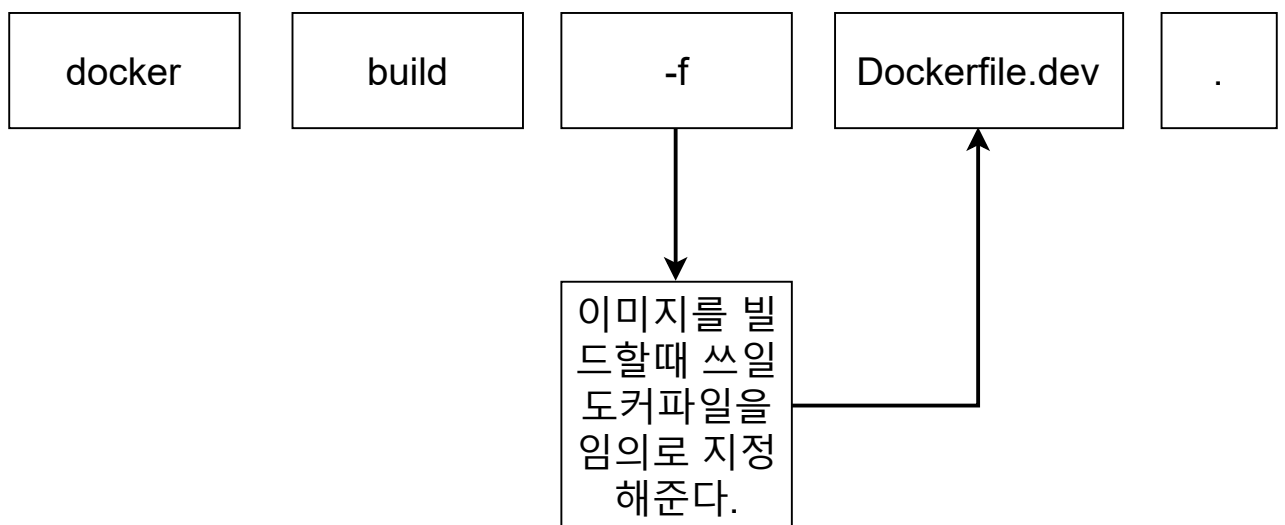 docker build -f Dockerfile.dev .
이미지를 빌
드할때 쓰일
도커파일을
임의로 지정
해준다.